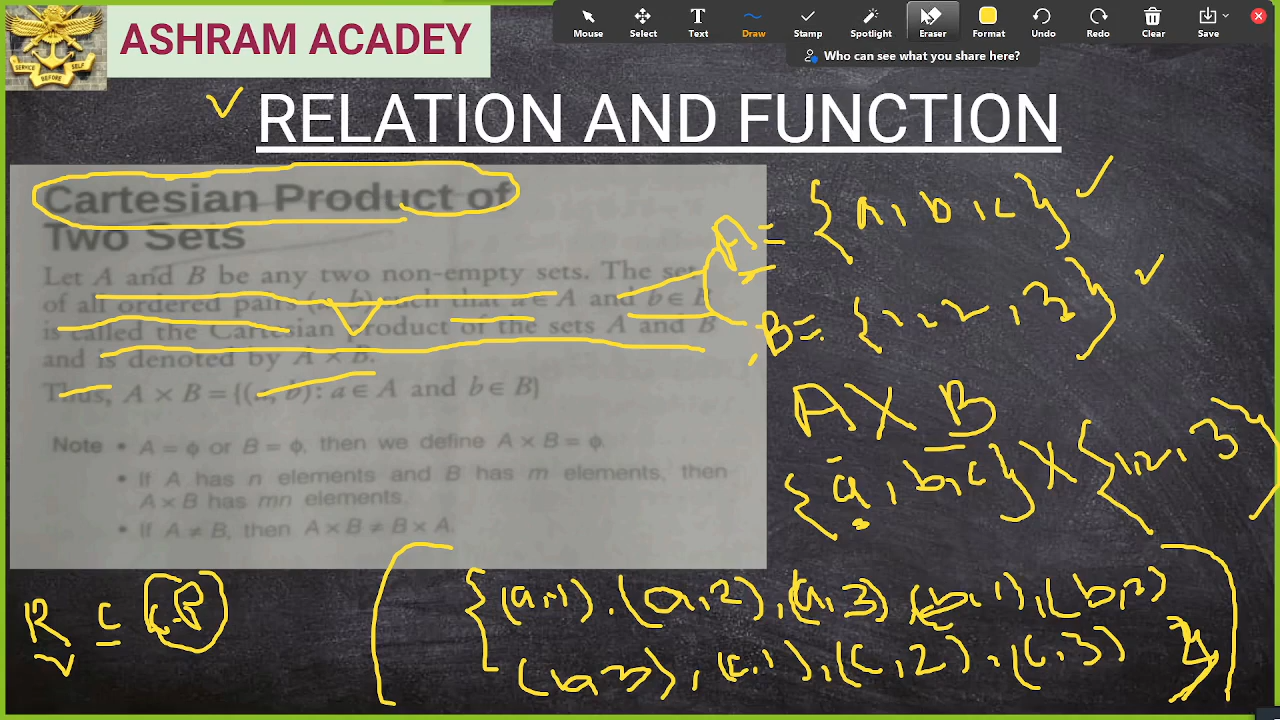 SERVICE BEFORE SELF
ASHRAM ACADEY
Mouse Select Text Draw Stamp Spotlight Eraser Format Undo Redo Clear Save
Who can see what you share here?
RELATION AND FUNCTION
Cartesian Product of
Two Sets
Let A and B be any two non-empty sets. The set
of all ordered pairs (a, b) such that a ∈ A and b ∈ B
is called the Cartesian product of the sets A and B
and is denoted by A × B.
Thus, A × B = {(a, b): a ∈ A and b ∈ B}
Note • A = ϕ or B = ϕ, then we define A × B = ϕ.
• If A has n elements and B has m elements, then
A × B has mn elements.
• If A ≠ B, then A × B ≠ B × A.
A = {a, b, c}
B = {1, 2, 3}
A × B
{a, b, c} × {1, 2, 3}
{(a,1), (a,2), (a,3), (b,1), (b,2)
(b,3), (c,1), (c,2), (c,3)}
R ⊆